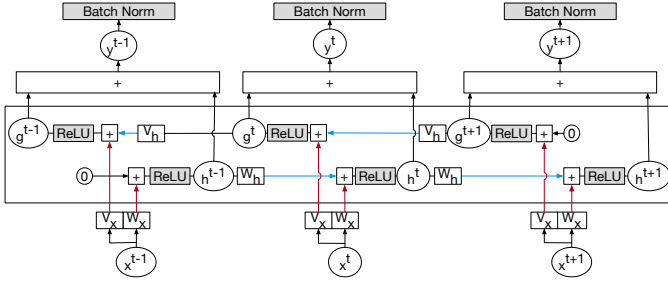 Batch Norm Batch Norm Batch Norm
y^{t-1} y^t y^{t+1}
+ + +
g^{t-1} ReLU + V_h g^t ReLU + V_h g^{t+1} ReLU + 0
0 + ReLU h^{t-1} W_h + ReLU h^t W_h + ReLU h^{t+1}
V_x W_x V_x W_x V_x W_x
x^{t-1} x^t x^{t+1}